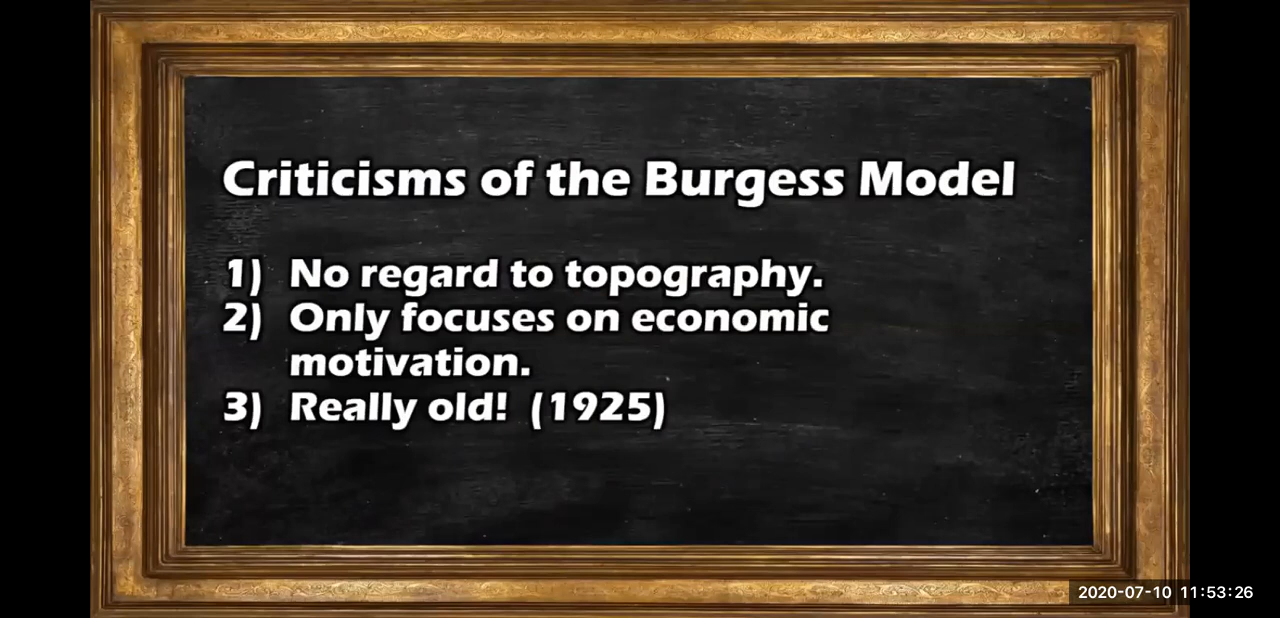 Criticisms of the Burgess Model
1) No regard to topography.
2) Only focuses on economic
motivation.
3) Really old! (1925)
2020-07-10 11:53:26